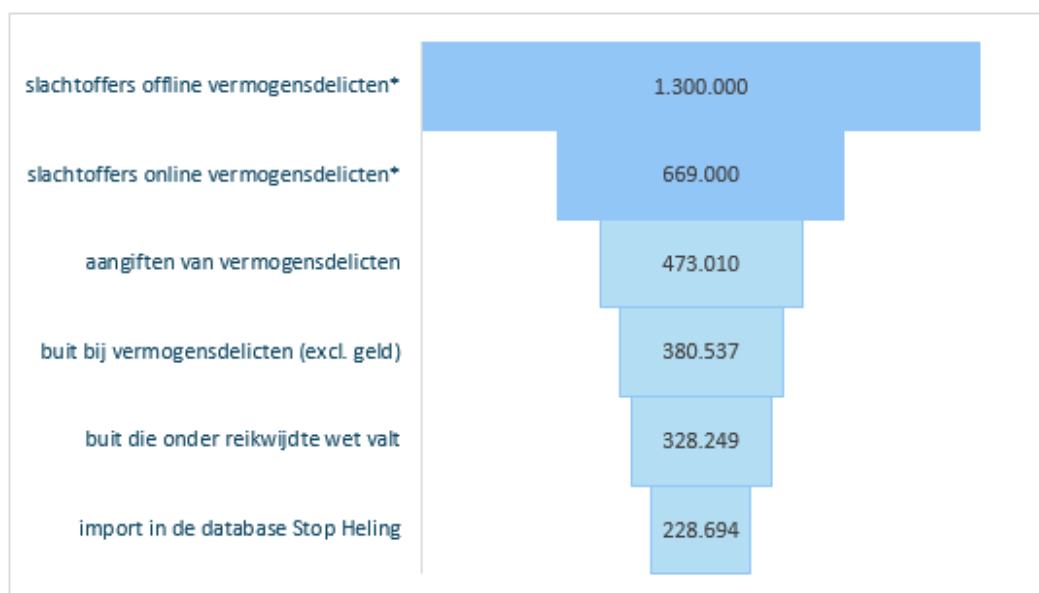 slachtoffers offline vermogensdelicten* 1.300.000
slachtoffers online vermogensdelicten* 669.000
aangiften van vermogensdelicten 473.010
buit bij vermogensdelicten (excl. geld) 380.537
buit die onder reikwijdte wet valt 328.249
import in de database Stop Heling 228.694